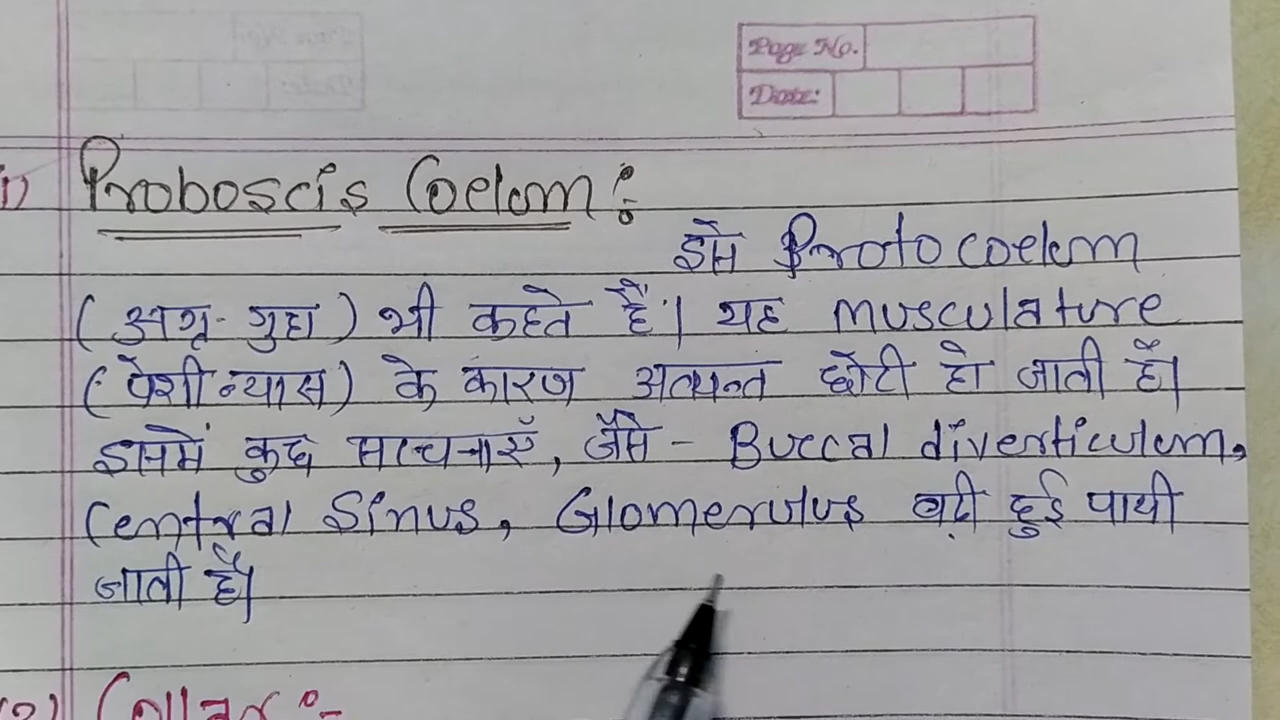 Page No.
Date:
1) Proboscis Coelom :
इसे Protocoelom
(अग्र-गुहा) भी कहते हैं। यह musculature
(पेशीन्यास) के कारण अत्यन्त छोटी हो जाती है।
इसमें कुछ संरचनाएँ, जैसे - Buccal diverticulum,
Central Sinus, Glomerulus बढ़ी हुई पायी
जाती है।
(2) Collar :-